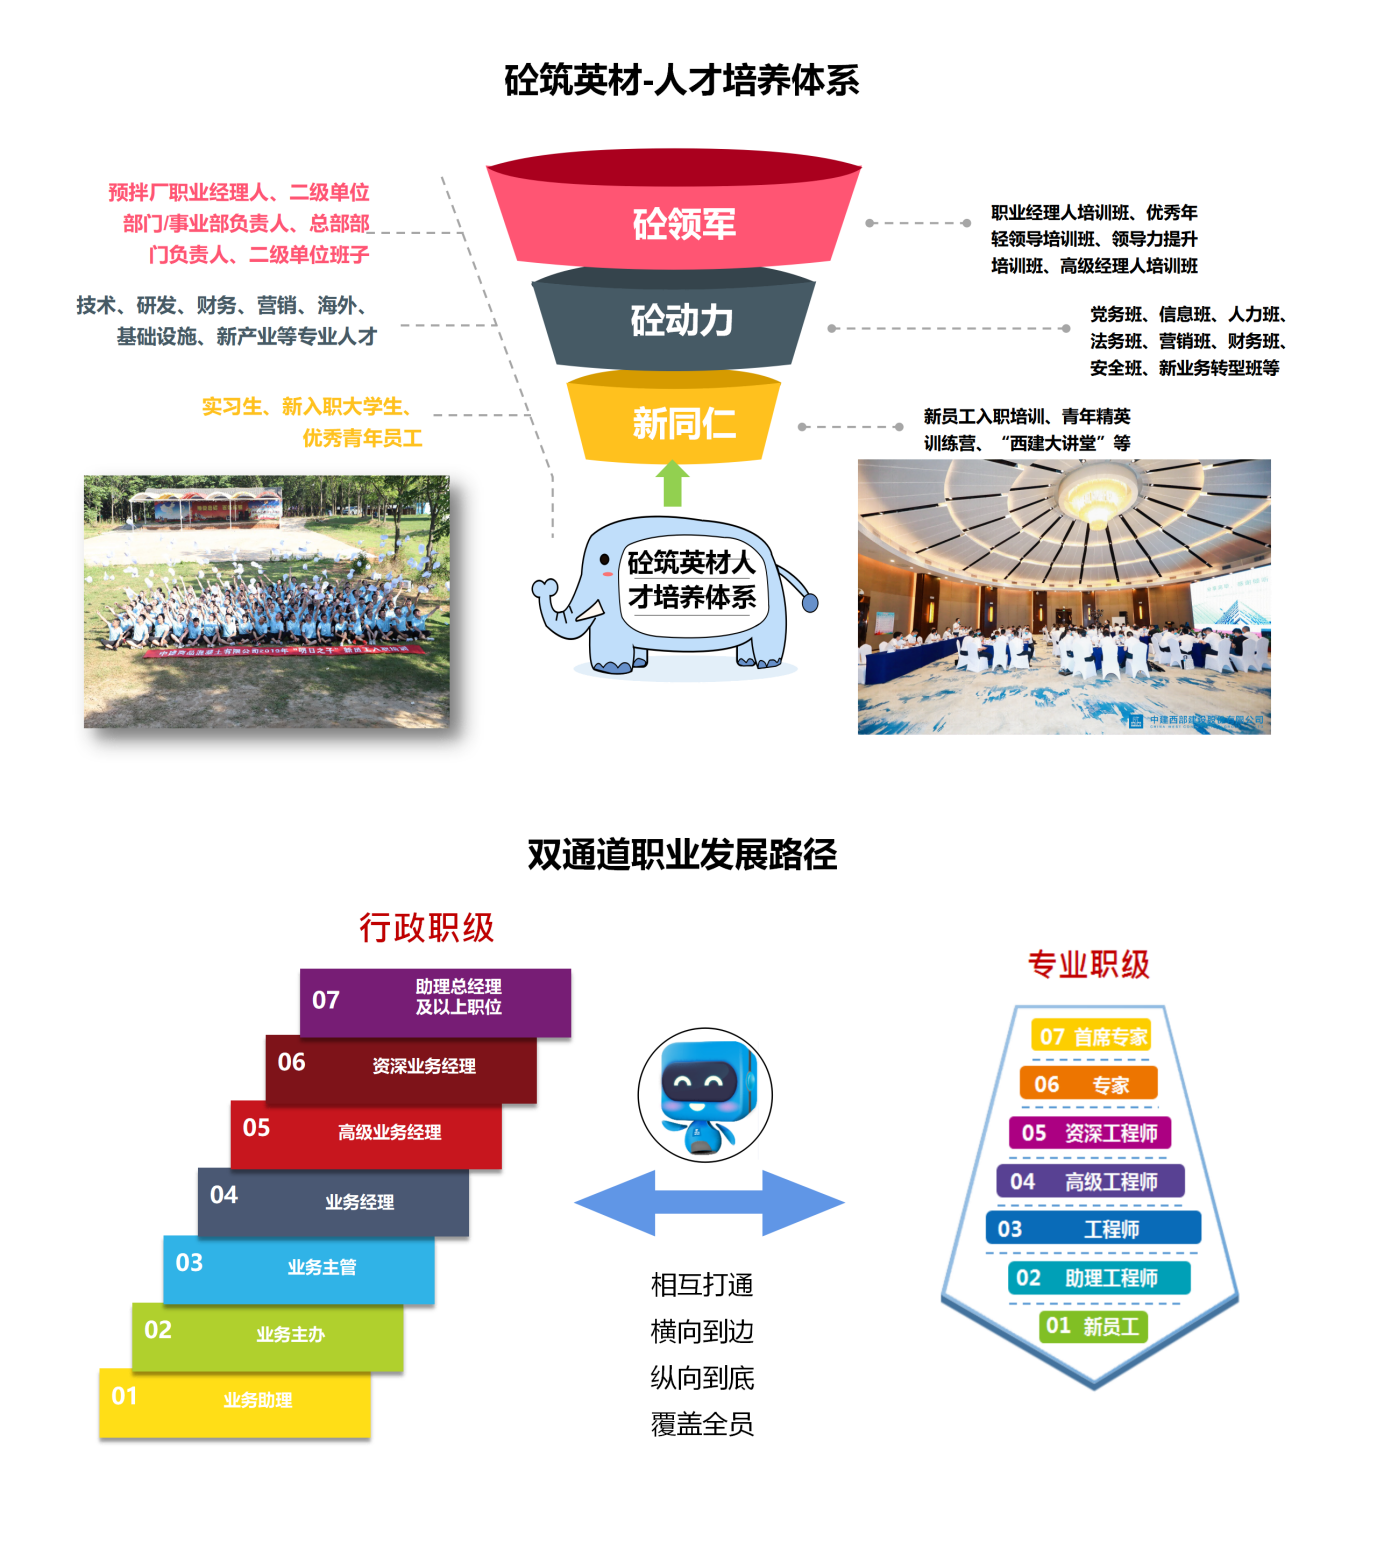 砼筑英材-人才培养体系
预拌厂职业经理人、二级单位
部门/事业部负责人、总部部
门负责人、二级单位班子
砼领军
职业经理人培训班、优秀年
轻领导培训班、领导力提升
培训班、高级经理人培训班
技术、研发、财务、营销、海外、
基础设施、新产业等专业人才
砼动力
党务班、信息班、人力班、
法务班、营销班、财务班、
安全班、新业务转型班等
实习生、新入职大学生、
优秀青年员工
新同仁
新员工入职培训、青年精英
训练营、“西建大讲堂”等
砼筑英材人
才培养体系
双通道职业发展路径
行政职级
07 助理总经理
及以上职位
06 资深业务经理
05 高级业务经理
04 业务经理
03 业务主管
02 业务主办
01 业务助理
相互打通
横向到边
纵向到底
覆盖全员
专业职级
07 首席专家
06 专家
05 资深工程师
04 高级工程师
03 工程师
02 助理工程师
01 新员工